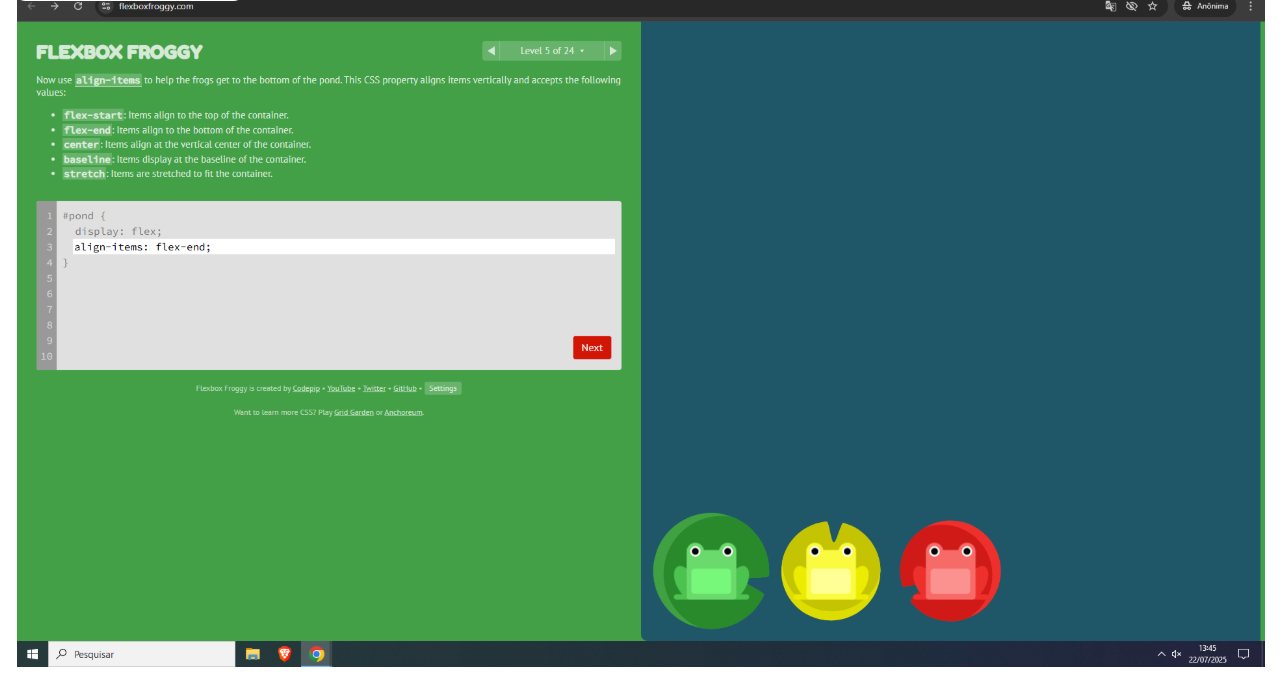 flexboxfroggy.com
Anônima
FLEXBOX FROGGY
Level 5 of 24
Now use align-items to help the frogs get to the bottom of the pond. This CSS property aligns items vertically and accepts the following
values:
• flex-start: Items align to the top of the container.
• flex-end: Items align to the bottom of the container.
• center: Items align at the vertical center of the container.
• baseline: Items display at the baseline of the container.
• stretch: Items are stretched to fit the container.
1 #pond {
2 display: flex;
3 align-items: flex-end;
4 }
5
6
7
8
9
10
Next
Flexbox Froggy is created by Codepip • YouTube • Twitter • GitHub • Settings
Want to learn more CSS? Play Grid Garden or Anchoreum.
Pesquisar
13:45
22/07/2025